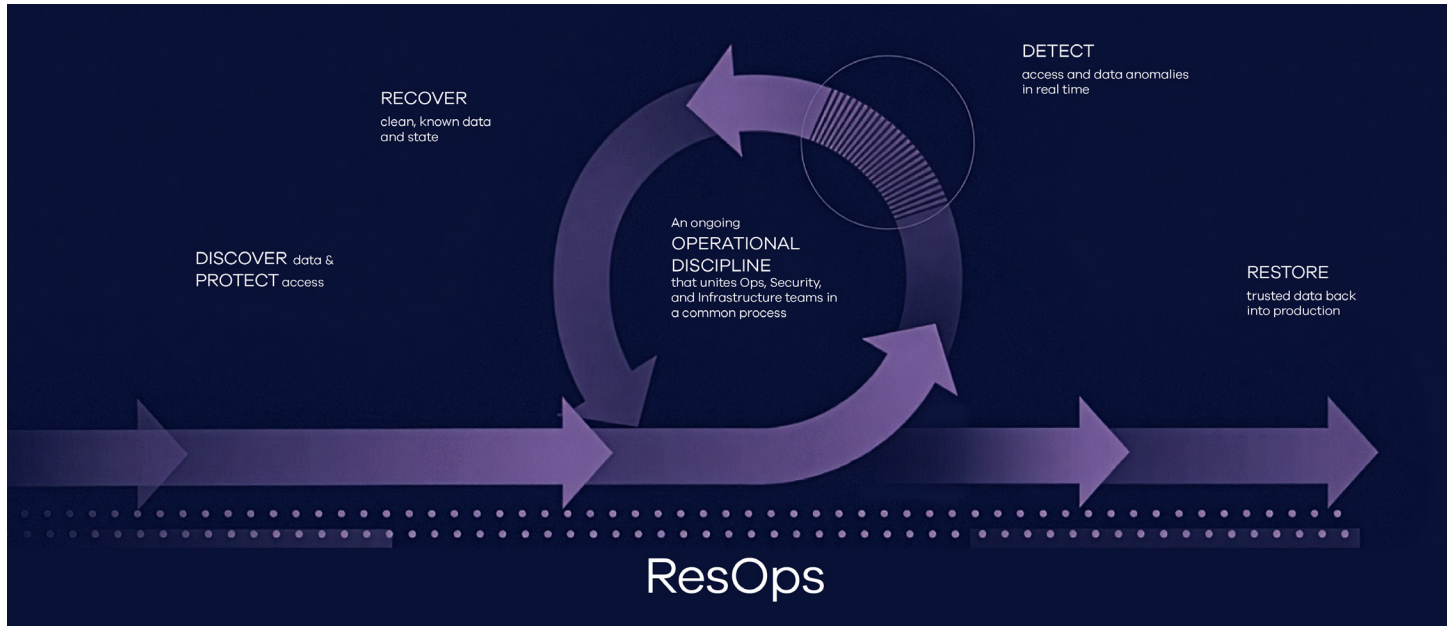 DETECT
access and data anomalies
in real time
RECOVER
clean, known data
and state
An ongoing
OPERATIONAL
DISCIPLINE
that unites Ops, Security,
and Infrastructure teams in
a common process
DISCOVER data &
PROTECT access
RESTORE
trusted data back
into production
ResOps